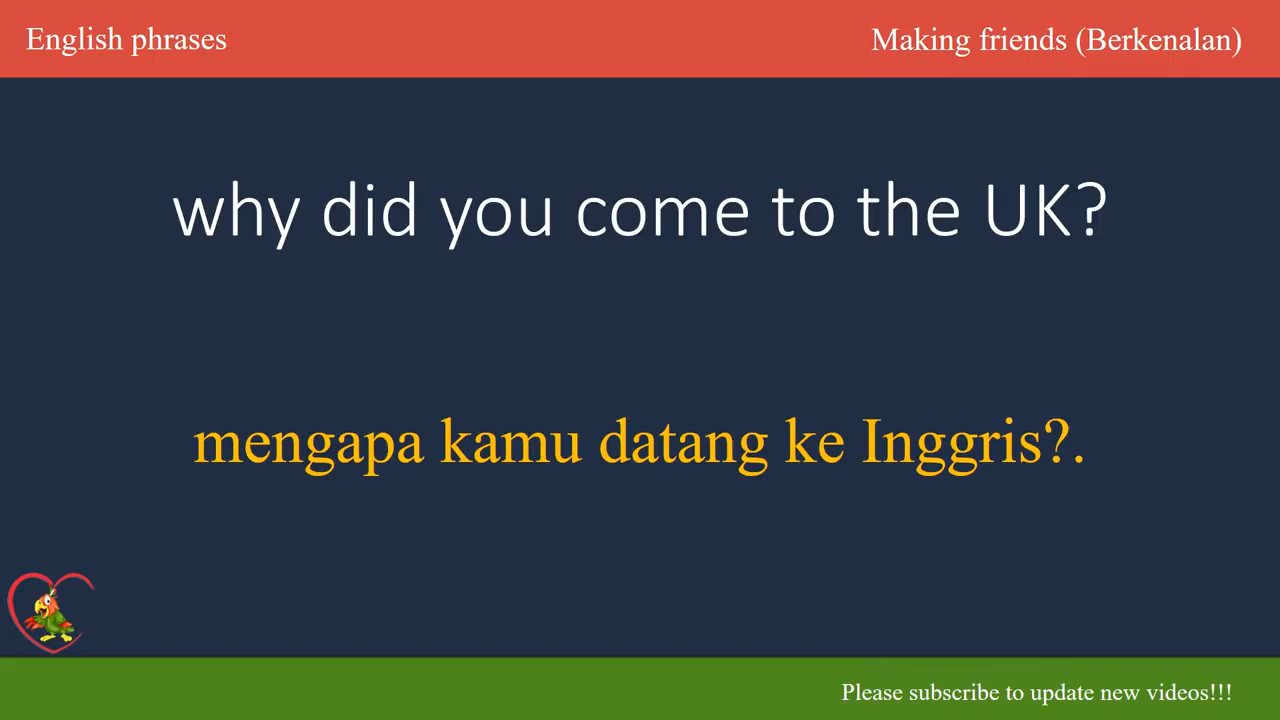 English phrases
Making friends (Berkenalan)
why did you come to the UK?
mengapa kamu datang ke Inggris?.
Please subscribe to update new videos!!!